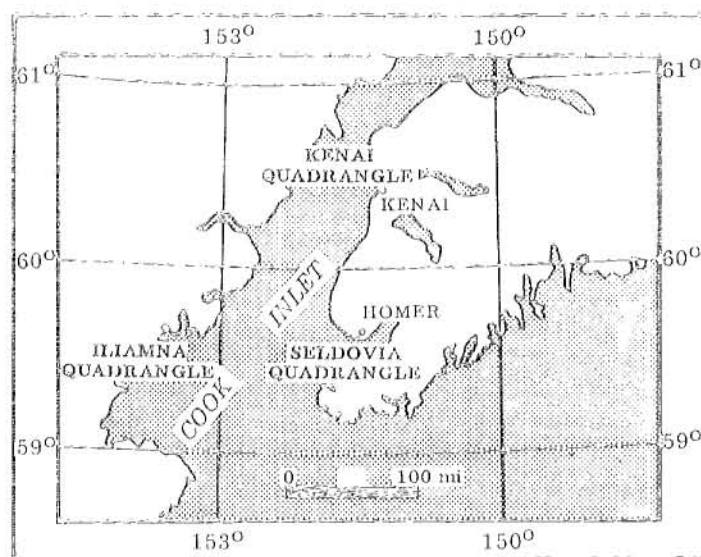 153° 150°
61° 61°
KENAI
QUADRANGLE
KENAI
60° 60°
INLET
HOMER
ILIAMNA
QUADRANGLE
SELDOVIA
QUADRANGLE
COOK
59° 59°
0 100 mi
153° 150°